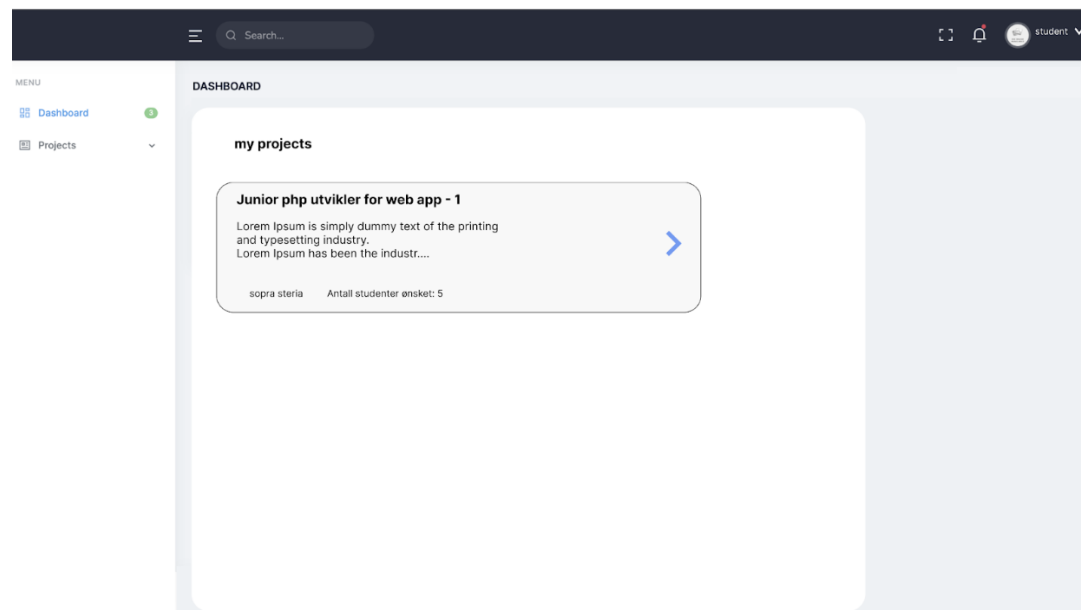 Search...
student
MENU
DASHBOARD
Dashboard
3
Projects
my projects
Junior php utvikler for web app - 1
Lorem Ipsum is simply dummy text of the printing
and typesetting industry.
Lorem Ipsum has been the industr....
sopra steria Antall studenter ønsket: 5